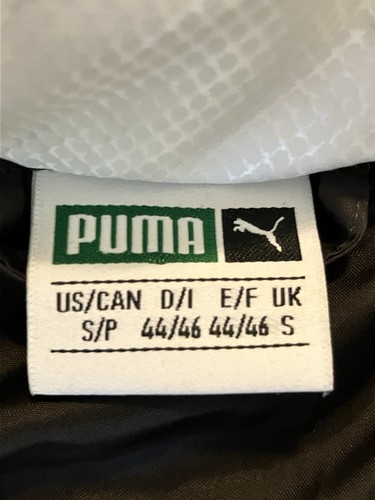 PUMA
US/CAN D/I E/F UK
S/P 44/46 44/46 S